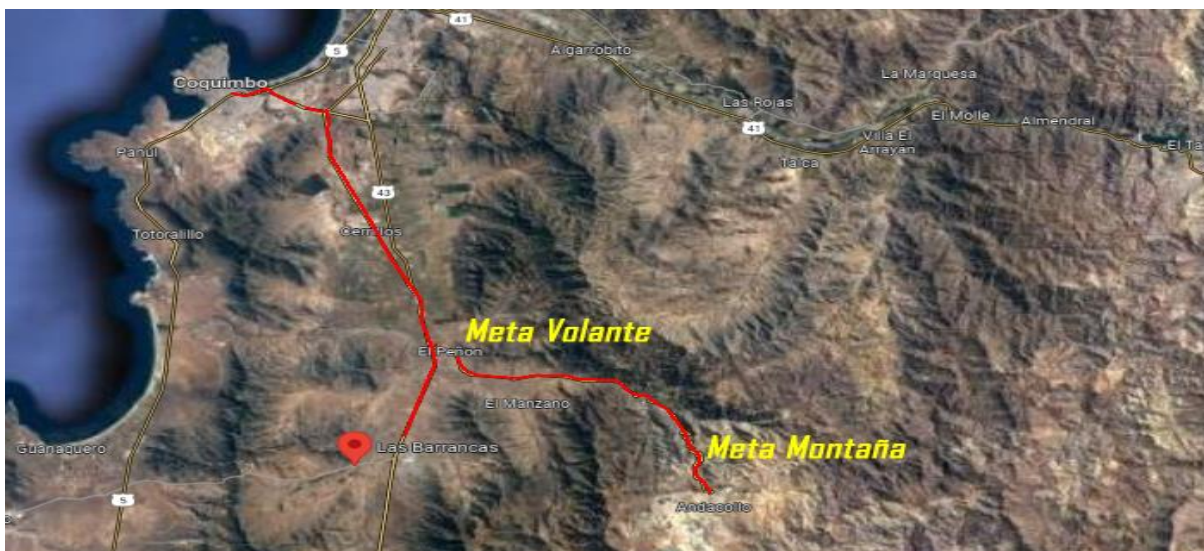 41
5
Algarrobito
Coquimbo
La Marquesa
Las Rojas
El Molle
Almendral
41
Villa El
Arrayan
El Ta
Talca
Panul
43
Totoralillo
Cerrillos
Meta Volante
El Peñon
El Manzano
Guanaquero
Las Barrancas
Meta Montaña
5
Andacollo